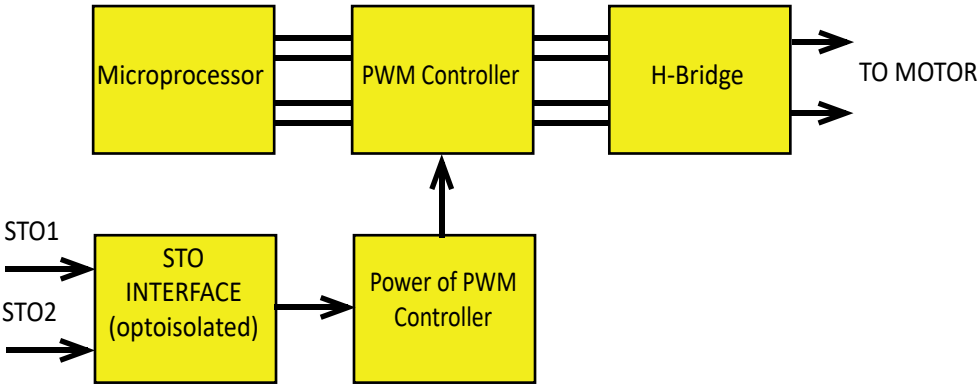 Microprocessor
PWM Controller
H-Bridge
TO MOTOR
STO1
STO2
STO
INTERFACE
(optoisolated)
Power of PWM
Controller